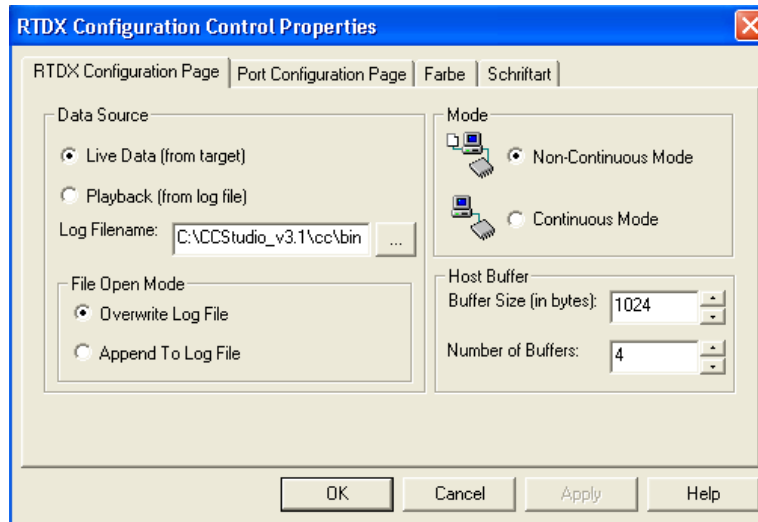 RTDX Configuration Control Properties
RTDX Configuration Page Port Configuration Page Farbe Schriftart
Data Source
Live Data (from target)
Playback (from log file)
Log Filename: C:\CCStudio_v3.1\cc\bin ...
File Open Mode
Overwrite Log File
Append To Log File
Mode
Non-Continuous Mode
Continuous Mode
Host Buffer
Buffer Size (in bytes): 1024
Number of Buffers: 4
OK Cancel Apply Help